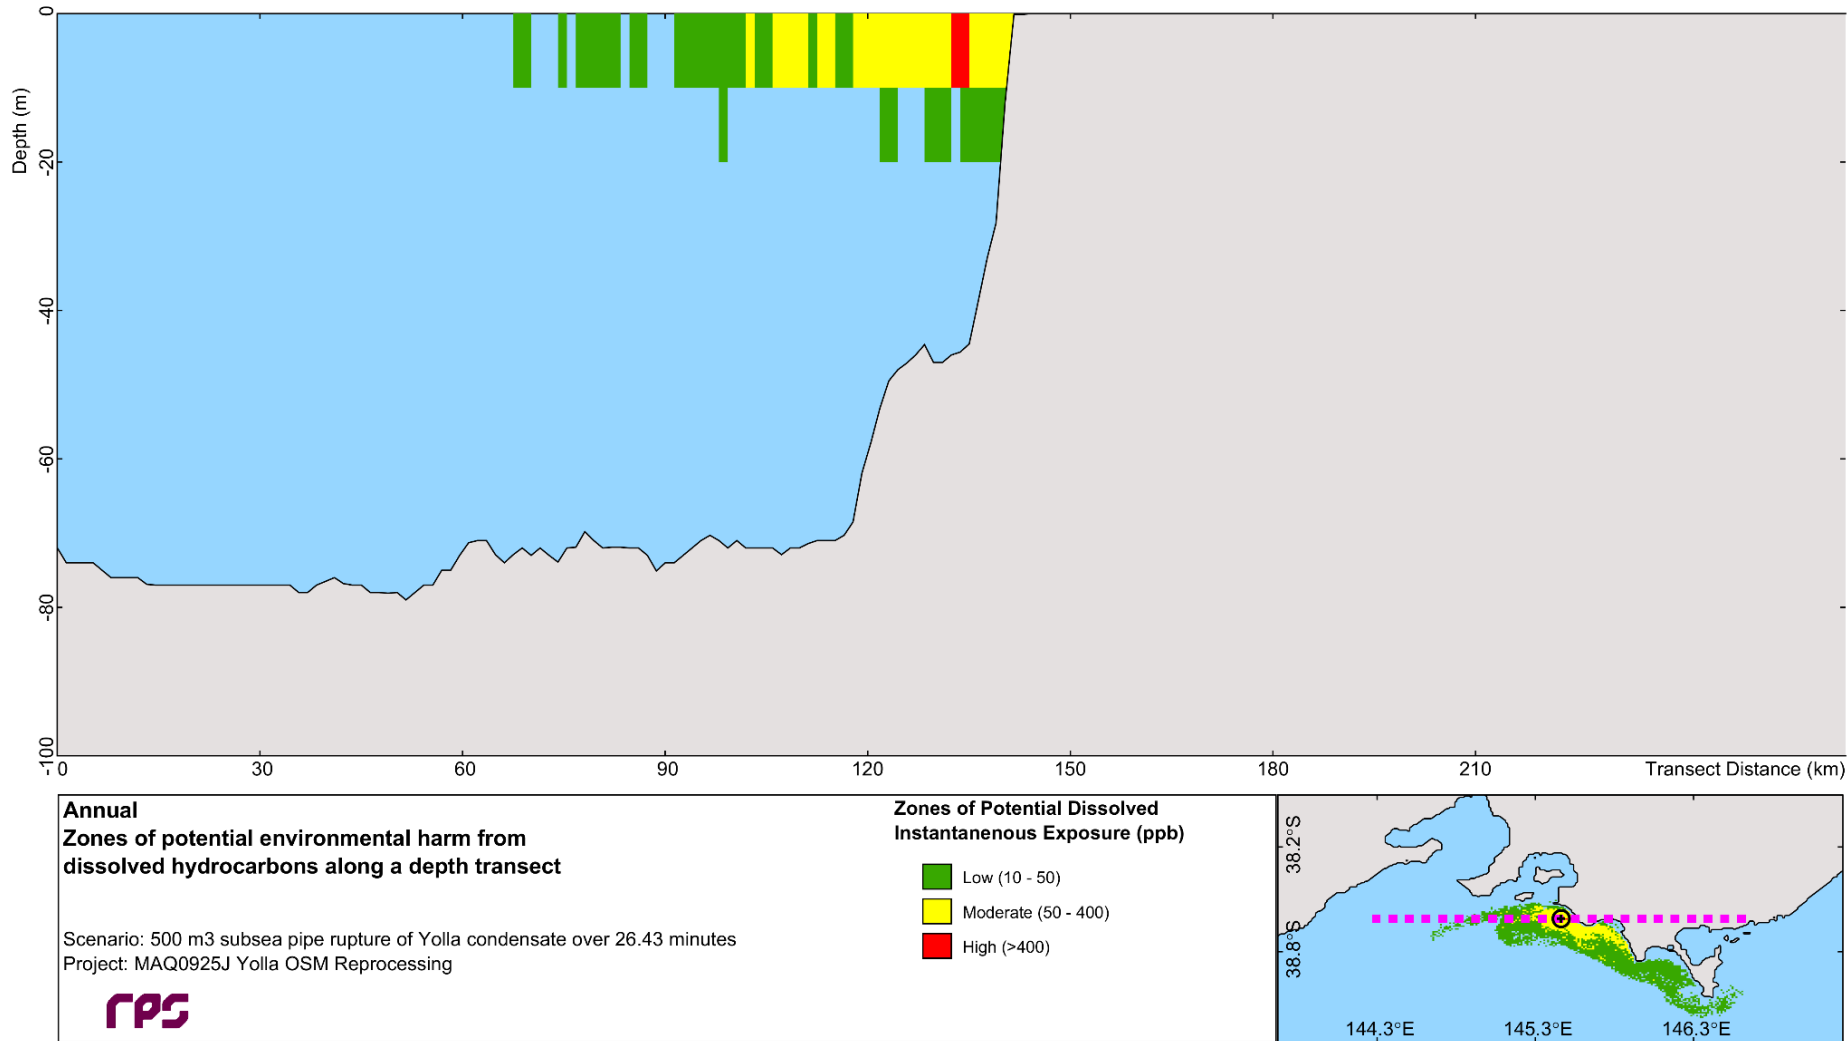 0
-20
-40
-60
-80
-100
Depth (m)
0
30
60
90
120
150
180
210
Transect Distance (km)
Annual
Zones of potential environmental harm from
dissolved hydrocarbons along a depth transect
Scenario: 500 m3 subsea pipe rupture of Yolla condensate over 26.43 minutes
Project: MAQ0925J Yolla OSM Reprocessing
rps
Zones of Potential Dissolved
Instantanenous Exposure (ppb)
Low (10 - 50)
Moderate (50 - 400)
High (>400)
38.2°S
38.8°S
144.3°E
145.3°E
146.3°E